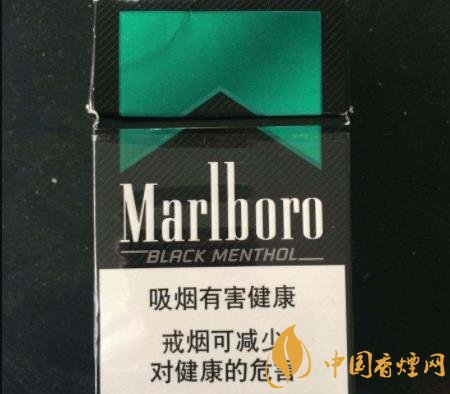 Marlboro
BLACK MENTHOL
吸烟有害健康
戒烟可减少
对健康的危害
中国香烟网